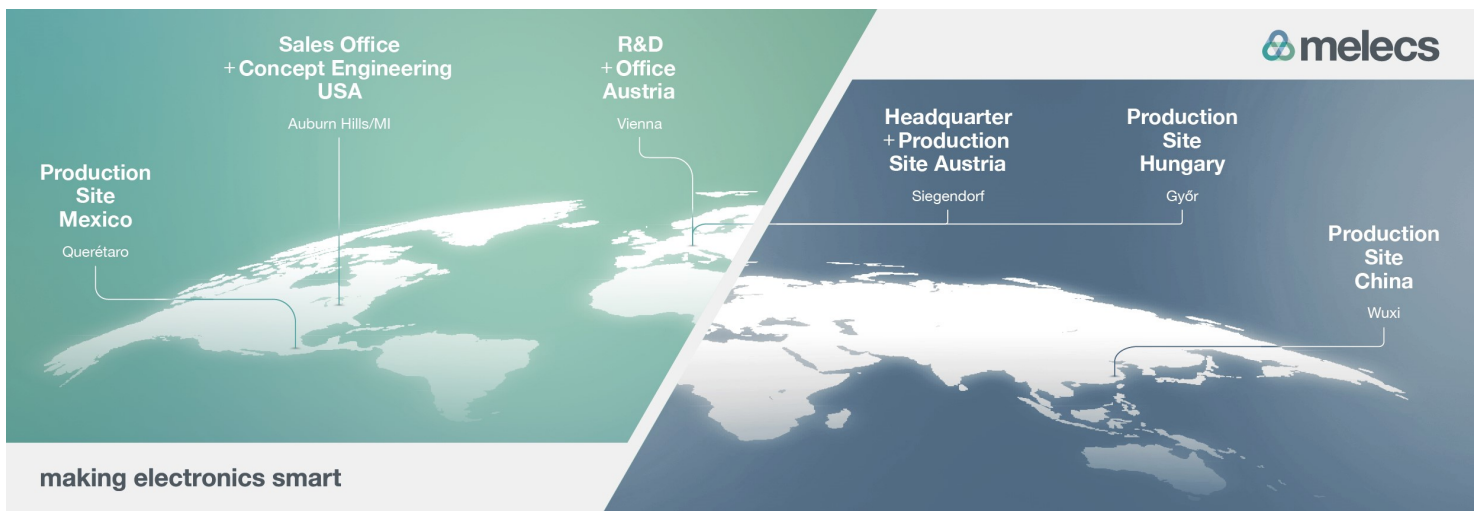 Sales Office
+Concept Engineering
USA
Auburn Hills/MI
R&D
+Office
Austria
Vienna
melecs
Headquarter
+Production
Site Austria
Siegendorf
Production
Site
Hungary
Győr
Production
Site
Mexico
Querétaro
Production
Site
China
Wuxi
making electronics smart